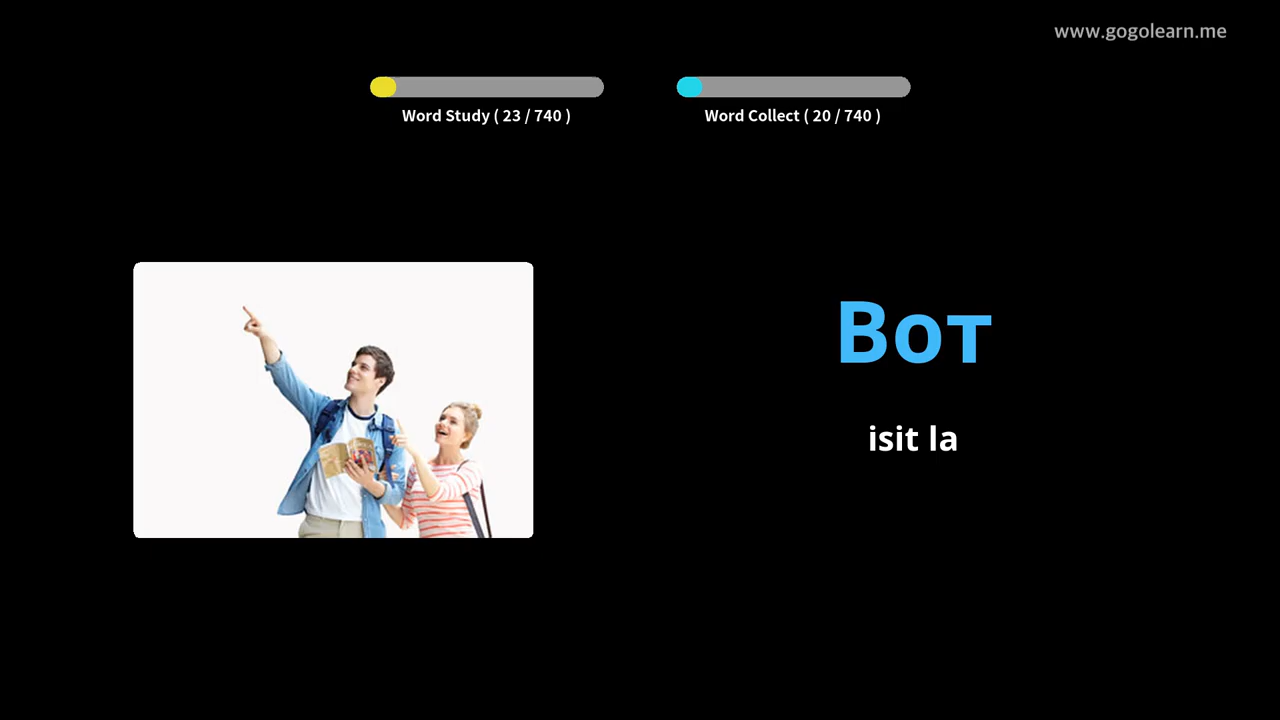 www.gogolearn.me
Word Study ( 23 / 740 )
Word Collect ( 20 / 740 )
Вот
isit la